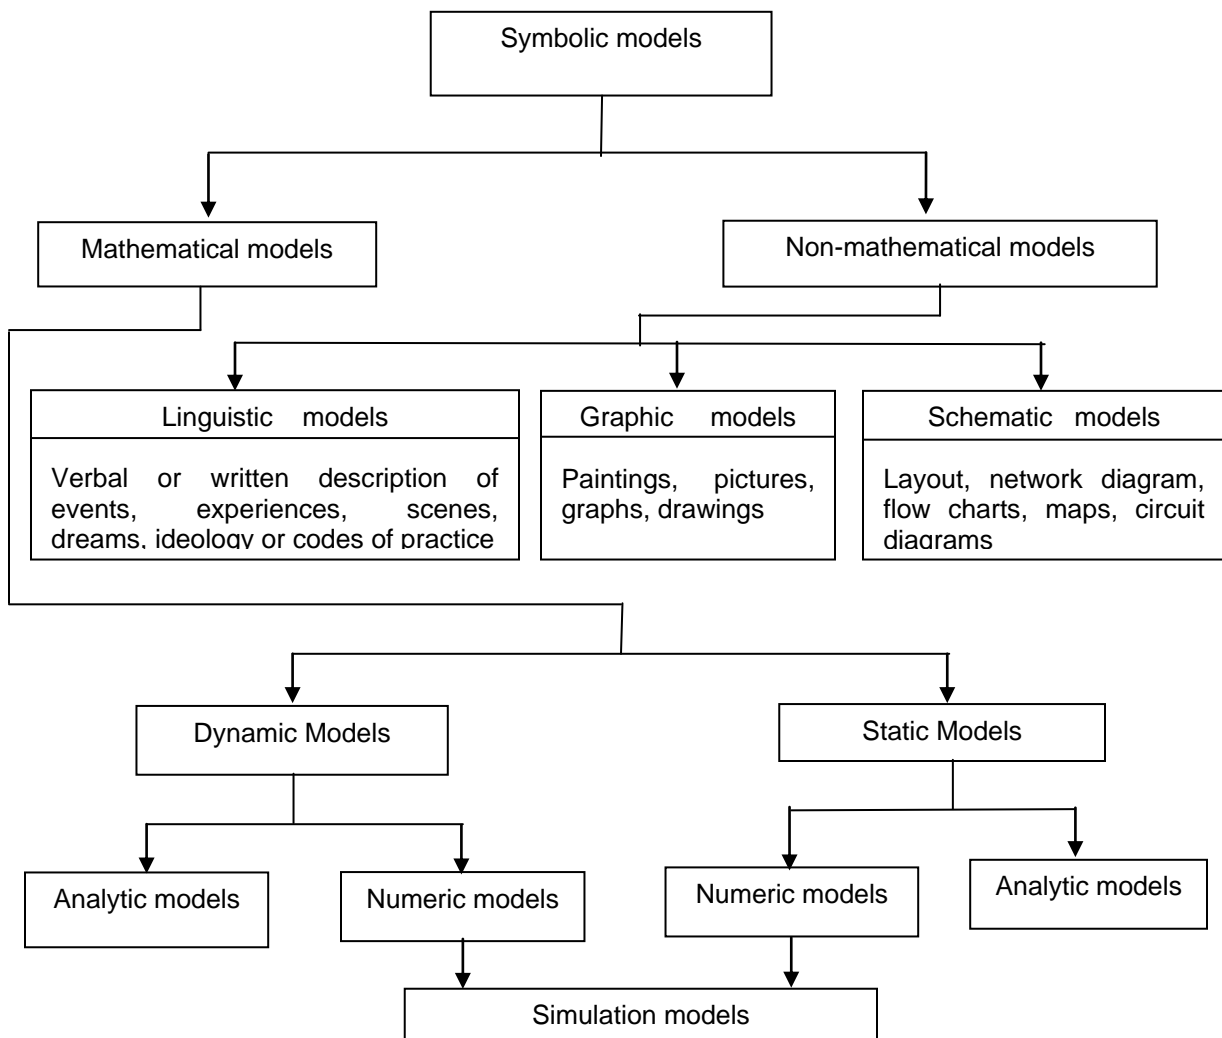 Symbolic models
Mathematical models
Non-mathematical models
Linguistic models
Verbal or written description of
events, experiences, scenes,
dreams, ideology or codes of practice
Graphic models
Paintings, pictures,
graphs, drawings
Schematic models
Layout, network diagram,
flow charts, maps, circuit
diagrams
Dynamic Models
Static Models
Analytic models
Numeric models
Numeric models
Analytic models
Simulation models